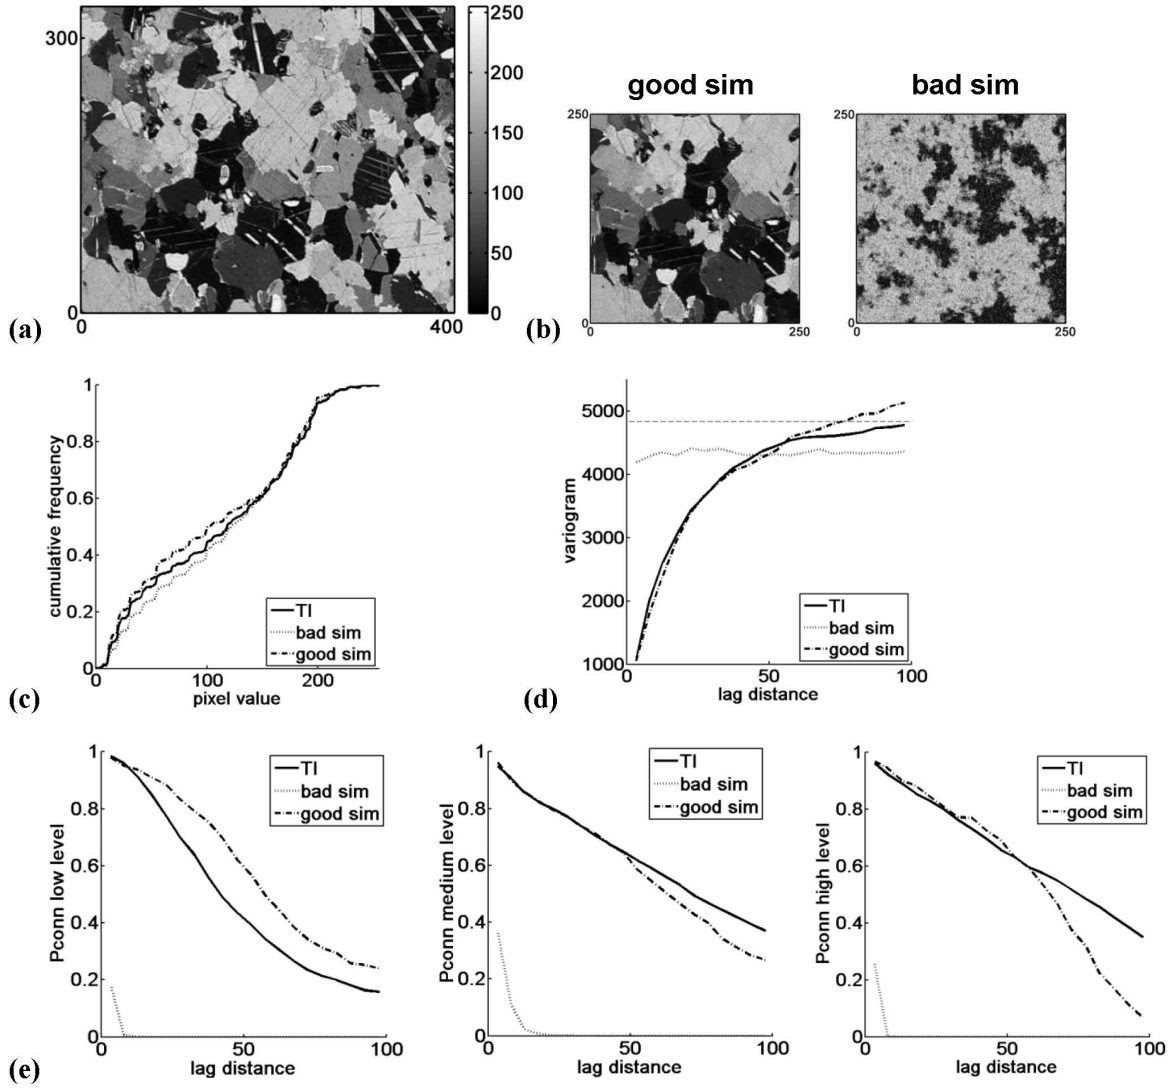 300
0
0
400
250
200
150
100
50
0
(a)
good sim
bad sim
250
0
0
250
250
0
0
250
(b)
1
0.8
0.6
0.4
0.2
0
0
100
200
cumulative frequency
pixel value
TI
bad sim
good sim
(c)
5000
4000
3000
2000
1000
0
50
100
variogram
lag distance
TI
bad sim
good sim
(d)
1
0.8
0.6
0.4
0.2
0
0
50
100
Pconn low level
lag distance
TI
bad sim
good sim
1
0.8
0.6
0.4
0.2
0
0
50
100
Pconn medium level
lag distance
TI
bad sim
good sim
1
0.8
0.6
0.4
0.2
0
0
50
100
Pconn high level
lag distance
TI
bad sim
good sim
(e)